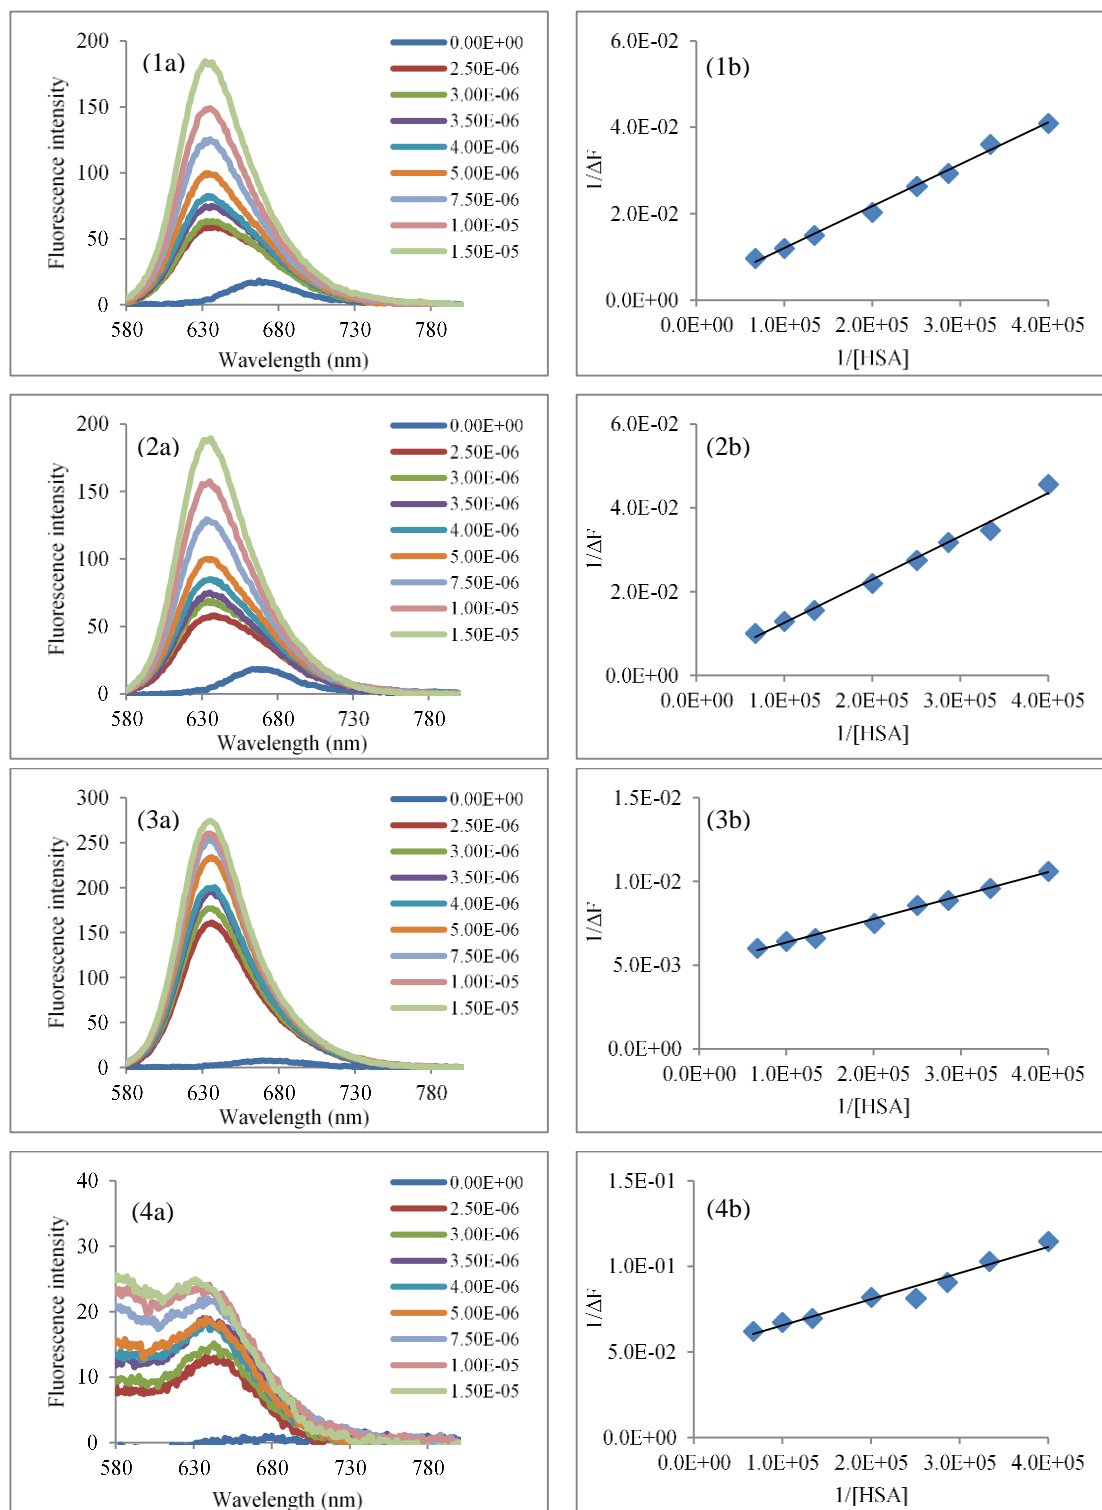 (1a)
Fluorescence intensity
200
150
100
50
0
580
630
680
730
780
Wavelength (nm)
0.00E+00
2.50E-06
3.00E-06
3.50E-06
4.00E-06
5.00E-06
7.50E-06
1.00E-05
1.50E-05
(1b)
1/ΔF
6.0E-02
4.0E-02
2.0E-02
0.0E+00
0.0E+00
1.0E+05
2.0E+05
3.0E+05
4.0E+05
1/[HSA]
(2a)
Fluorescence intensity
200
150
100
50
0
580
630
680
730
780
Wavelength (nm)
0.00E+00
2.50E-06
3.00E-06
3.50E-06
4.00E-06
5.00E-06
7.50E-06
1.00E-05
1.50E-05
(2b)
1/ΔF
6.0E-02
4.0E-02
2.0E-02
0.0E+00
0.0E+00
1.0E+05
2.0E+05
3.0E+05
4.0E+05
1/[HSA]
(3a)
Fluorescence intensity
300
250
200
150
100
50
0
580
630
680
730
780
Wavelength (nm)
0.00E+00
2.50E-06
3.00E-06
3.50E-06
4.00E-06
5.00E-06
7.50E-06
1.00E-05
1.50E-05
(3b)
1/ΔF
1.5E-02
1.0E-02
5.0E-03
0.0E+00
0.0E+00
1.0E+05
2.0E+05
3.0E+05
4.0E+05
1/[HSA]
(4a)
Fluorescence intensity
40
30
20
10
0
580
630
680
730
780
Wavelength (nm)
0.00E+00
2.50E-06
3.00E-06
3.50E-06
4.00E-06
5.00E-06
7.50E-06
1.00E-05
1.50E-05
(4b)
1/ΔF
1.5E-01
1.0E-01
5.0E-02
0.0E+00
0.0E+00
1.0E+05
2.0E+05
3.0E+05
4.0E+05
1/[HSA]